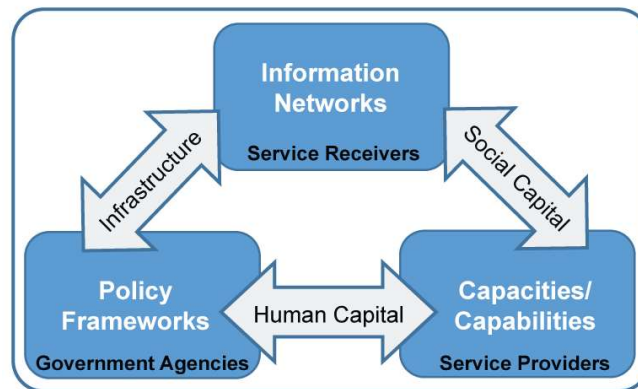 Information
Networks
Service Receivers
Infrastructure
Social Capital
Policy
Frameworks
Government Agencies
Human Capital
Capacities/
Capabilities
Service Providers